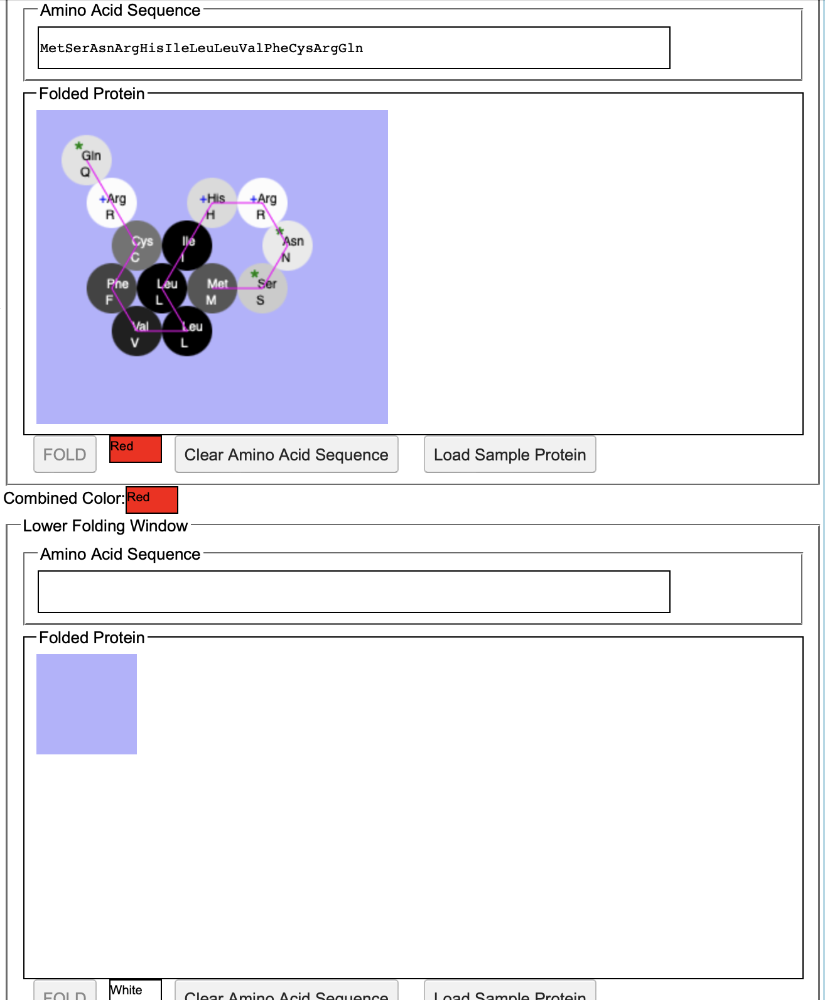 Amino Acid Sequence
MetSerAsnArgHisIleLeuLeuValPheCysArgGln
Folded Protein
* Gln
Q
+Arg +His +Arg
R H R
Cys Ile * Asn
C I N
Phe Leu Met * Ser
F L M S
Val Leu
V L
FOLD Red Clear Amino Acid Sequence Load Sample Protein
Combined Color: Red
Lower Folding Window
Amino Acid Sequence
Folded Protein
FOLD White Clear Amino Acid Sequence Load Sample Protein